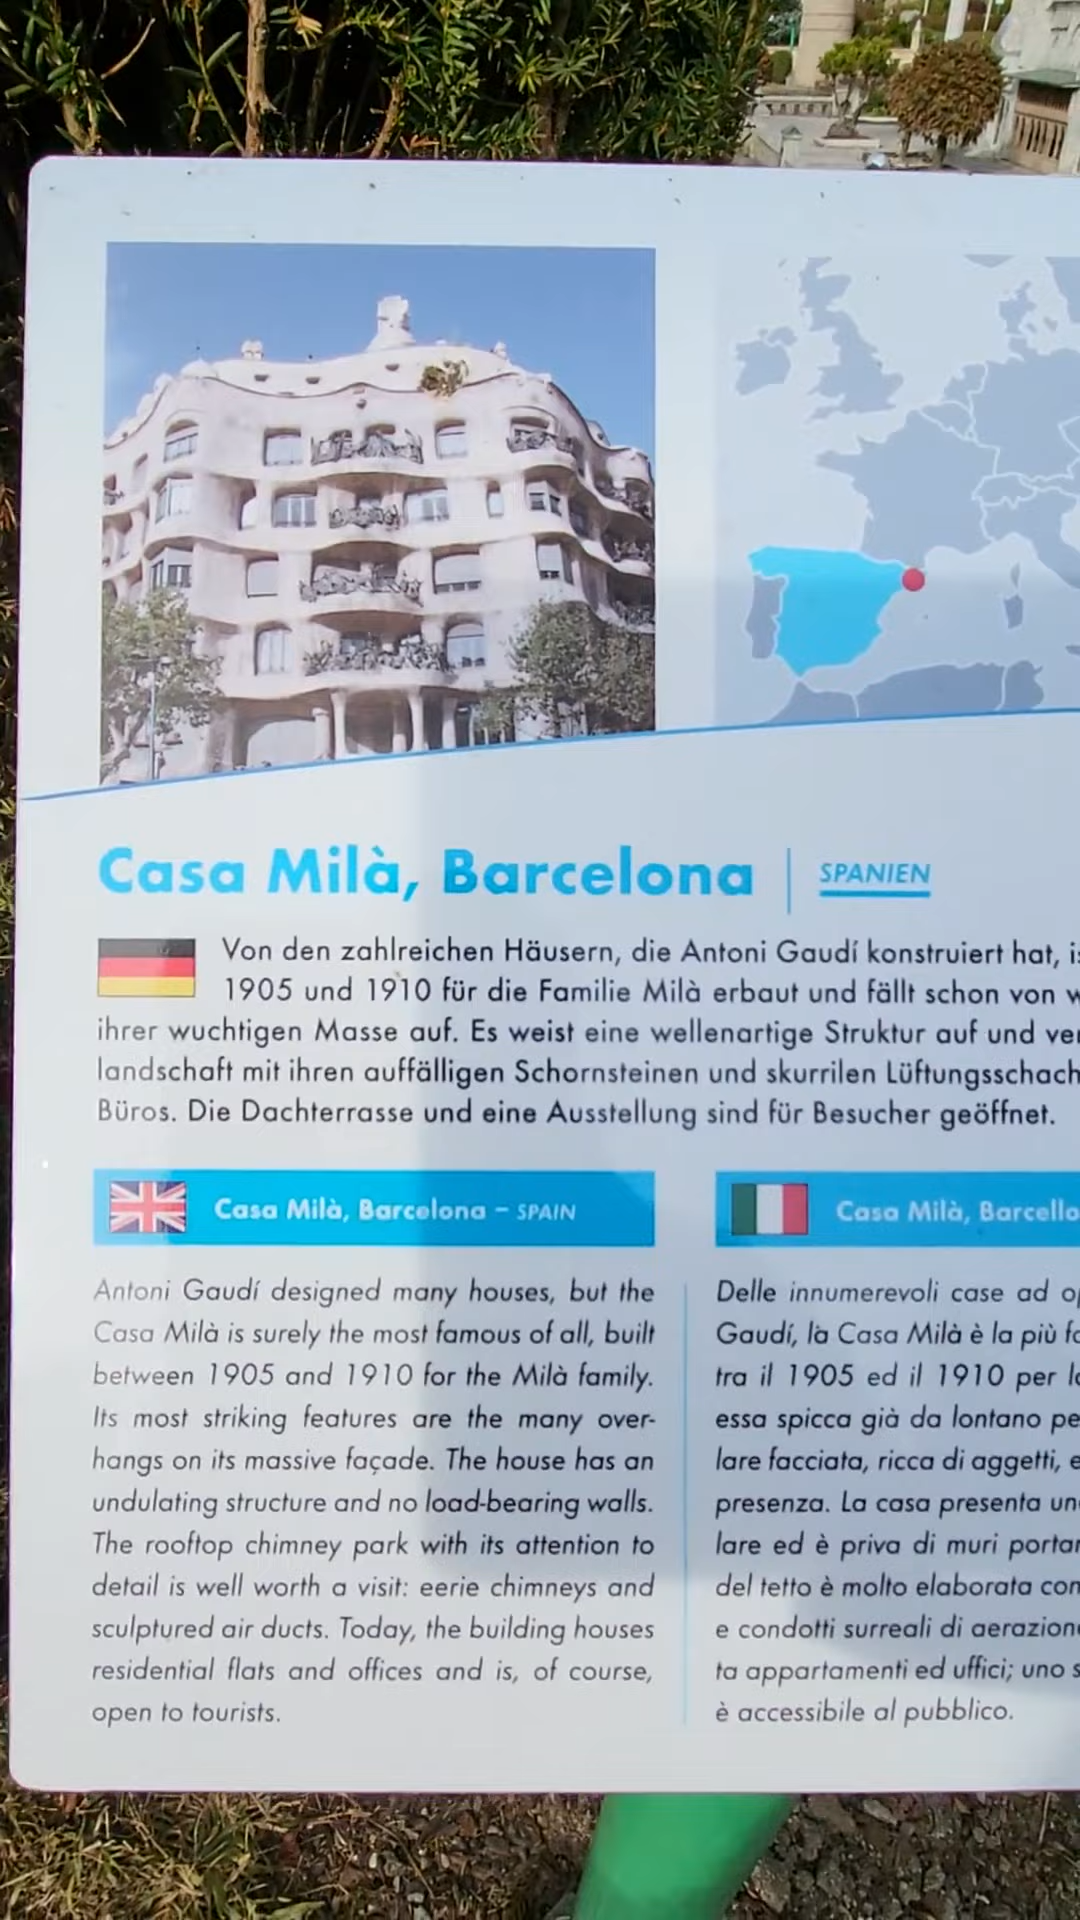 Casa Milà, Barcelona | SPANIEN
Von den zahlreichen Häusern, die Antoni Gaudí konstruiert hat,
1905 und 1910 für die Familie Milà erbaut und fällt schon von
ihrer wuchtigen Masse auf. Es weist eine wellenartige Struktur auf und
landschaft mit ihren auffälligen Schornsteinen und skurrilen
Büros. Die Dachterrasse und eine Ausstellung sind für Besucher geöffnet.
Casa Milà, Barcelona – SPAIN
Antoni Gaudí designed many houses, but the
Casa Milà is surely the most famous of all, built
between 1905 and 1910 for the Milà family.
Its most striking features are the many over-
hangs on its massive façade. The house has an
undulating structure and no load-bearing walls.
The rooftop chimney park with its attention to
detail is well worth a visit: eerie chimneys and
sculptured air ducts. Today, the building houses
residential flats and offices and is, of course,
open to tourists.
Casa Milà,
Delle innumerevoli case ad
Gaudí, la Casa Milà è la più
tra il 1905 ed il 1910 per
essa spicca già da lontano
lare facciata, ricca di aggetti,
presenza. La casa presenta
lare ed è priva di muri
del tetto è molto elaborata
e condotti surreali di
ta appartamenti ed uffici; uno
è accessibile al pubblico.